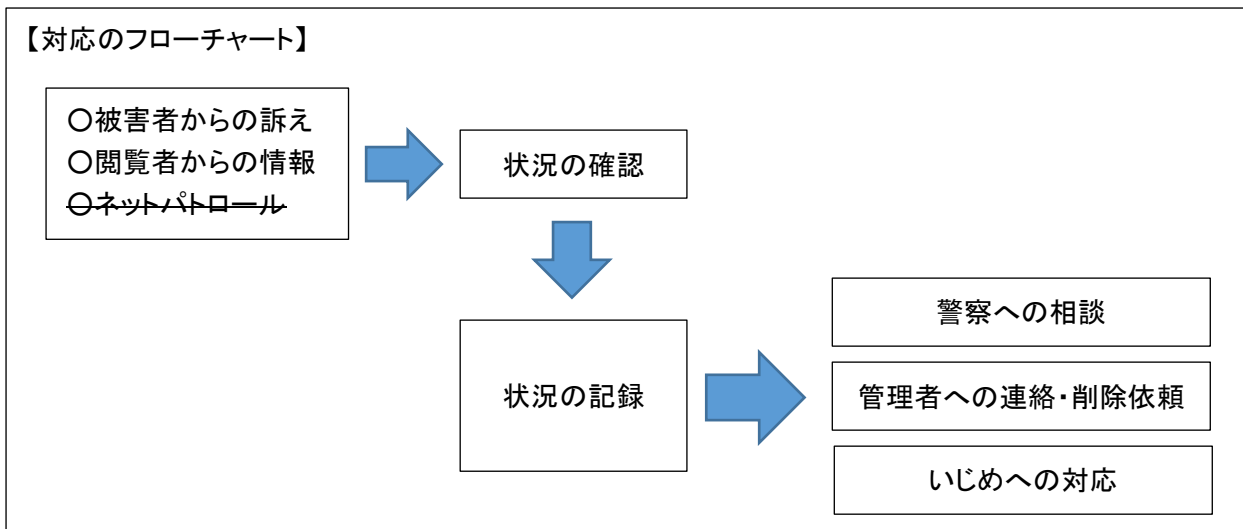 【対応のフローチャート】
〇被害者からの訴え
〇閲覧者からの情報
〇ネットパトロール
状況の確認
状況の記録
警察への相談
管理者への連絡・削除依頼
いじめへの対応